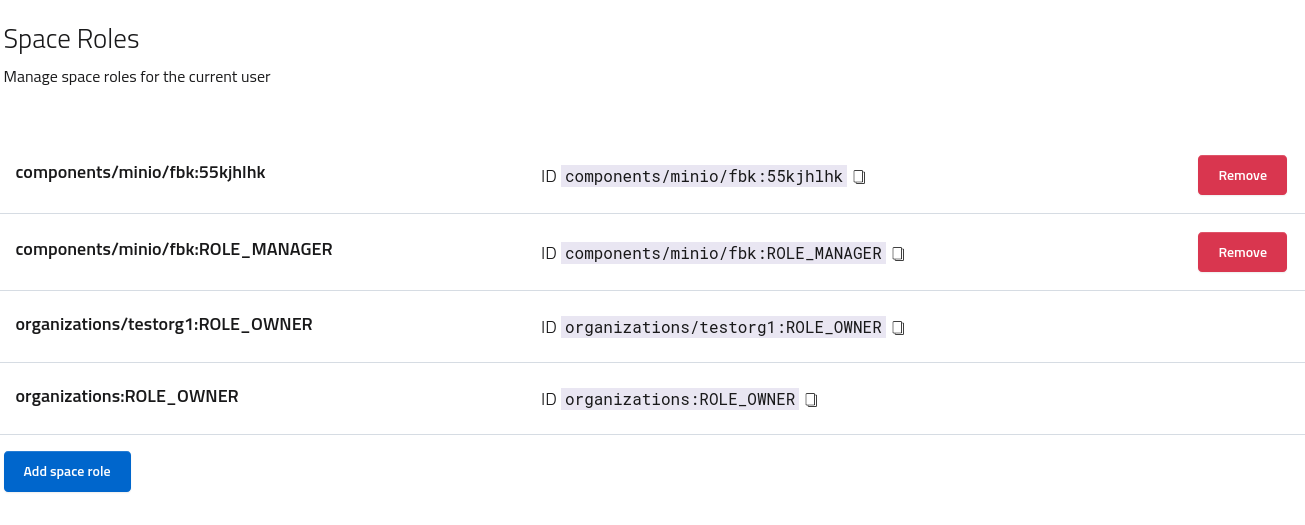 Space Roles
Manage space roles for the current user
components/minio/fbk:55kjhlhk ID components/minio/fbk:55kjhlhk Remove
components/minio/fbk:ROLE_MANAGER ID components/minio/fbk:ROLE_MANAGER Remove
organizations/testorg1:ROLE_OWNER ID organizations/testorg1:ROLE_OWNER
organizations:ROLE_OWNER ID organizations:ROLE_OWNER
Add space role